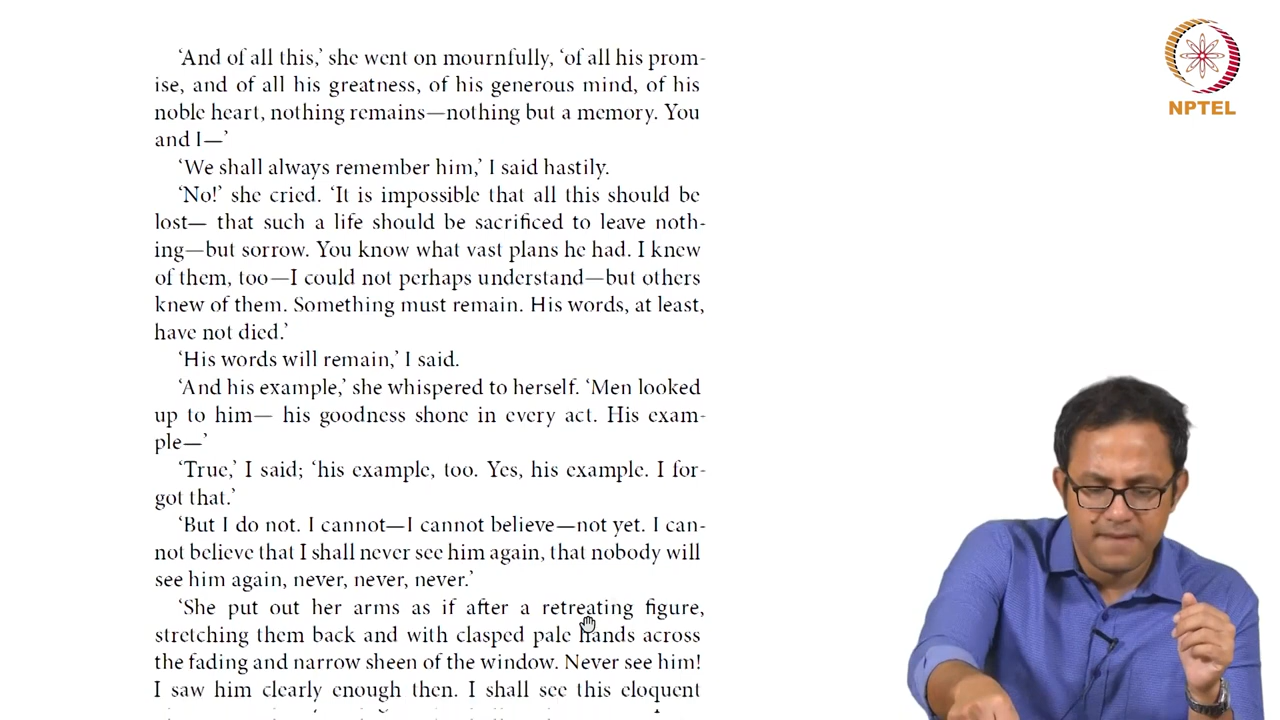 ‘And of all this,’ she went on mournfully, ‘of all his prom-
ise, and of all his greatness, of his generous mind, of his
noble heart, nothing remains—nothing but a memory. You
and I—’
‘We shall always remember him,’ I said hastily.
‘No!’ she cried. ‘It is impossible that all this should be
lost— that such a life should be sacrificed to leave noth-
ing—but sorrow. You know what vast plans he had. I knew
of them, too—I could not perhaps understand—but others
knew of them. Something must remain. His words, at least,
have not died.’
‘His words will remain,’ I said.
‘And his example,’ she whispered to herself. ‘Men looked
up to him— his goodness shone in every act. His exam-
ple—’
‘True,’ I said; ‘his example, too. Yes, his example. I for-
got that.’
‘But I do not. I cannot—I cannot believe—not yet. I can-
not believe that I shall never see him again, that nobody will
see him again, never, never, never.’
‘She put out her arms as if after a retreating figure,
stretching them back and with clasped pale hands across
the fading and narrow sheen of the window. Never see him!
I saw him clearly enough then. I shall see this eloquent
NPTEL